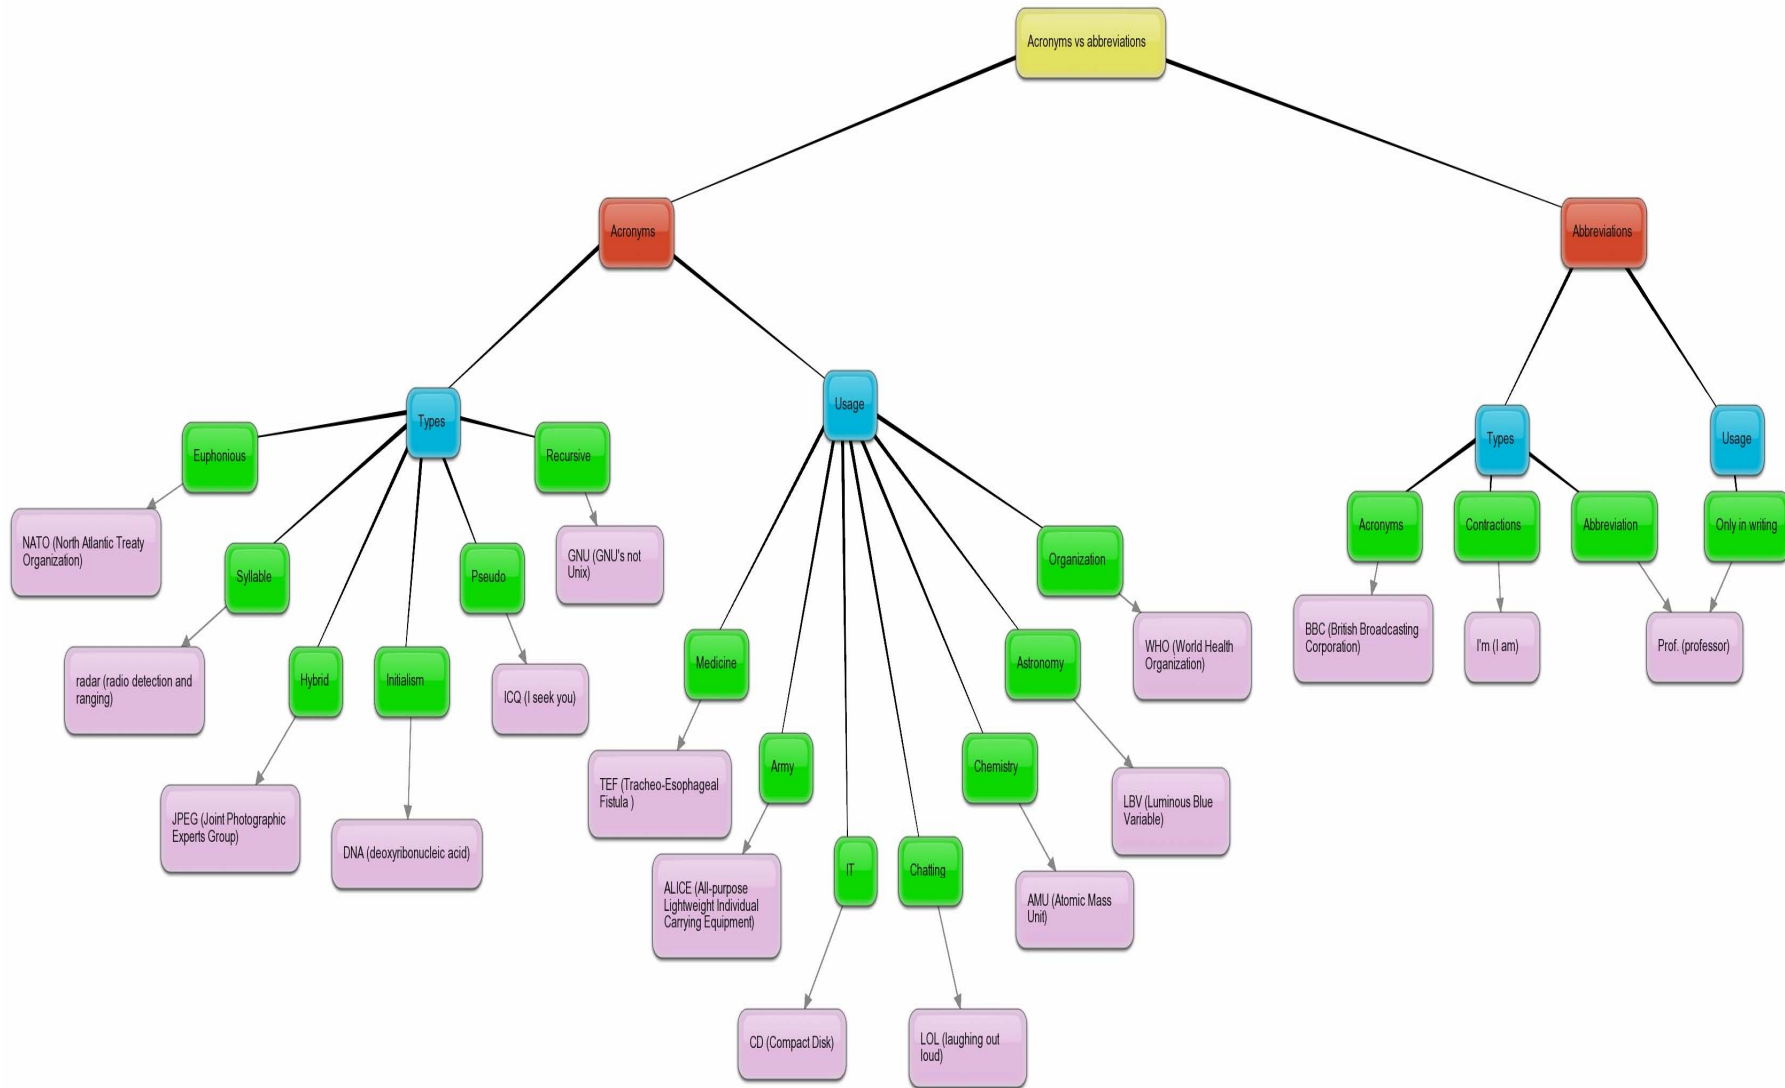 Acronyms vs abbreviations
Acronyms
Abbreviations
Types
Usage
Types
Usage
Euphonious
Recursive
NATO (North Atlantic Treaty
Organization)
Syllable
Pseudo
GNU (GNU's not
Unix)
radar (radio detection and
ranging)
Hybrid
Initialism
ICQ (I seek you)
JPEG (Joint Photographic
Experts Group)
DNA (deoxyribonucleic acid)
Organization
WHO (World Health
Organization)
Medicine
Astronomy
TEF (Tracheo-Esophageal
Fistula )
Army
Chemistry
LBV (Luminous Blue
Variable)
ALICE (All-purpose
Lightweight Individual
Carrying Equipment)
IT
Chatting
AMU (Atomic Mass
Unit)
CD (Compact Disk)
LOL (laughing out
loud)
Acronyms
Contractions
Abbreviation
Only in writing
BBC (British Broadcasting
Corporation)
I'm (I am)
Prof. (professor)